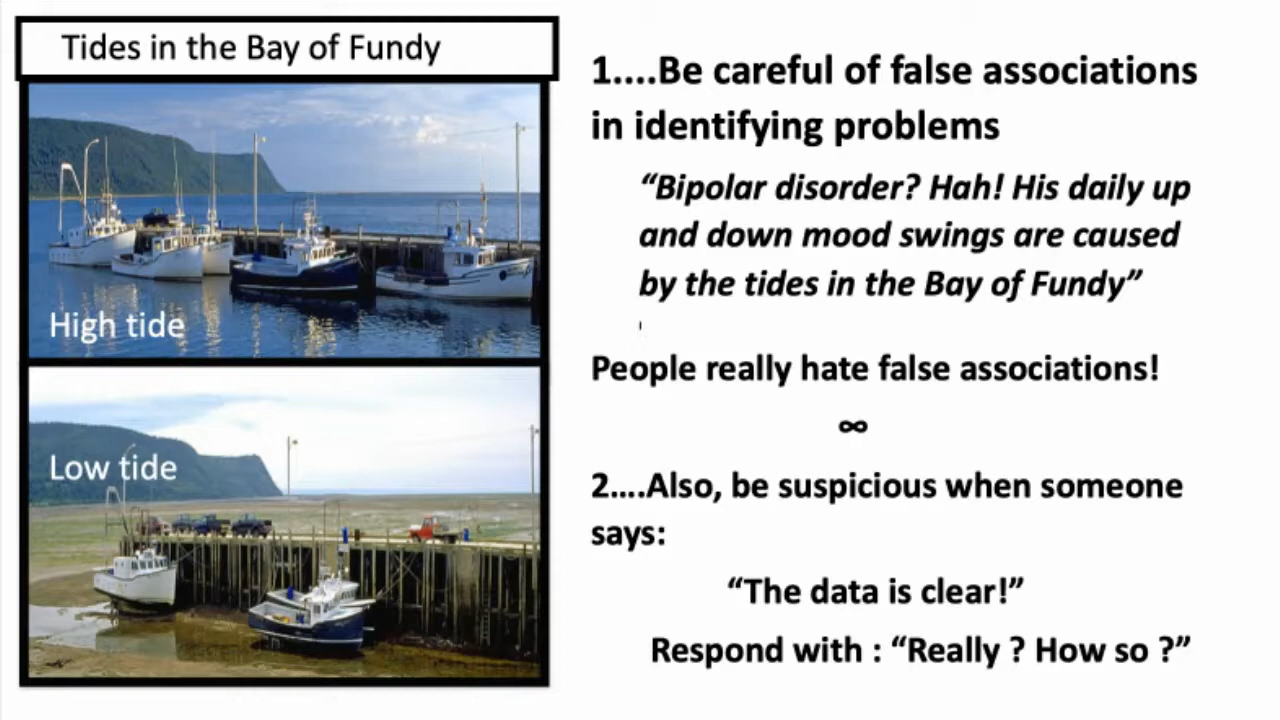 Tides in the Bay of Fundy
High tide
Low tide
1....Be careful of false associations
in identifying problems
“Bipolar disorder? Hah! His daily up
and down mood swings are caused
by the tides in the Bay of Fundy”
People really hate false associations!
∞
2....Also, be suspicious when someone
says:
“The data is clear!”
Respond with : “Really ? How so ?”